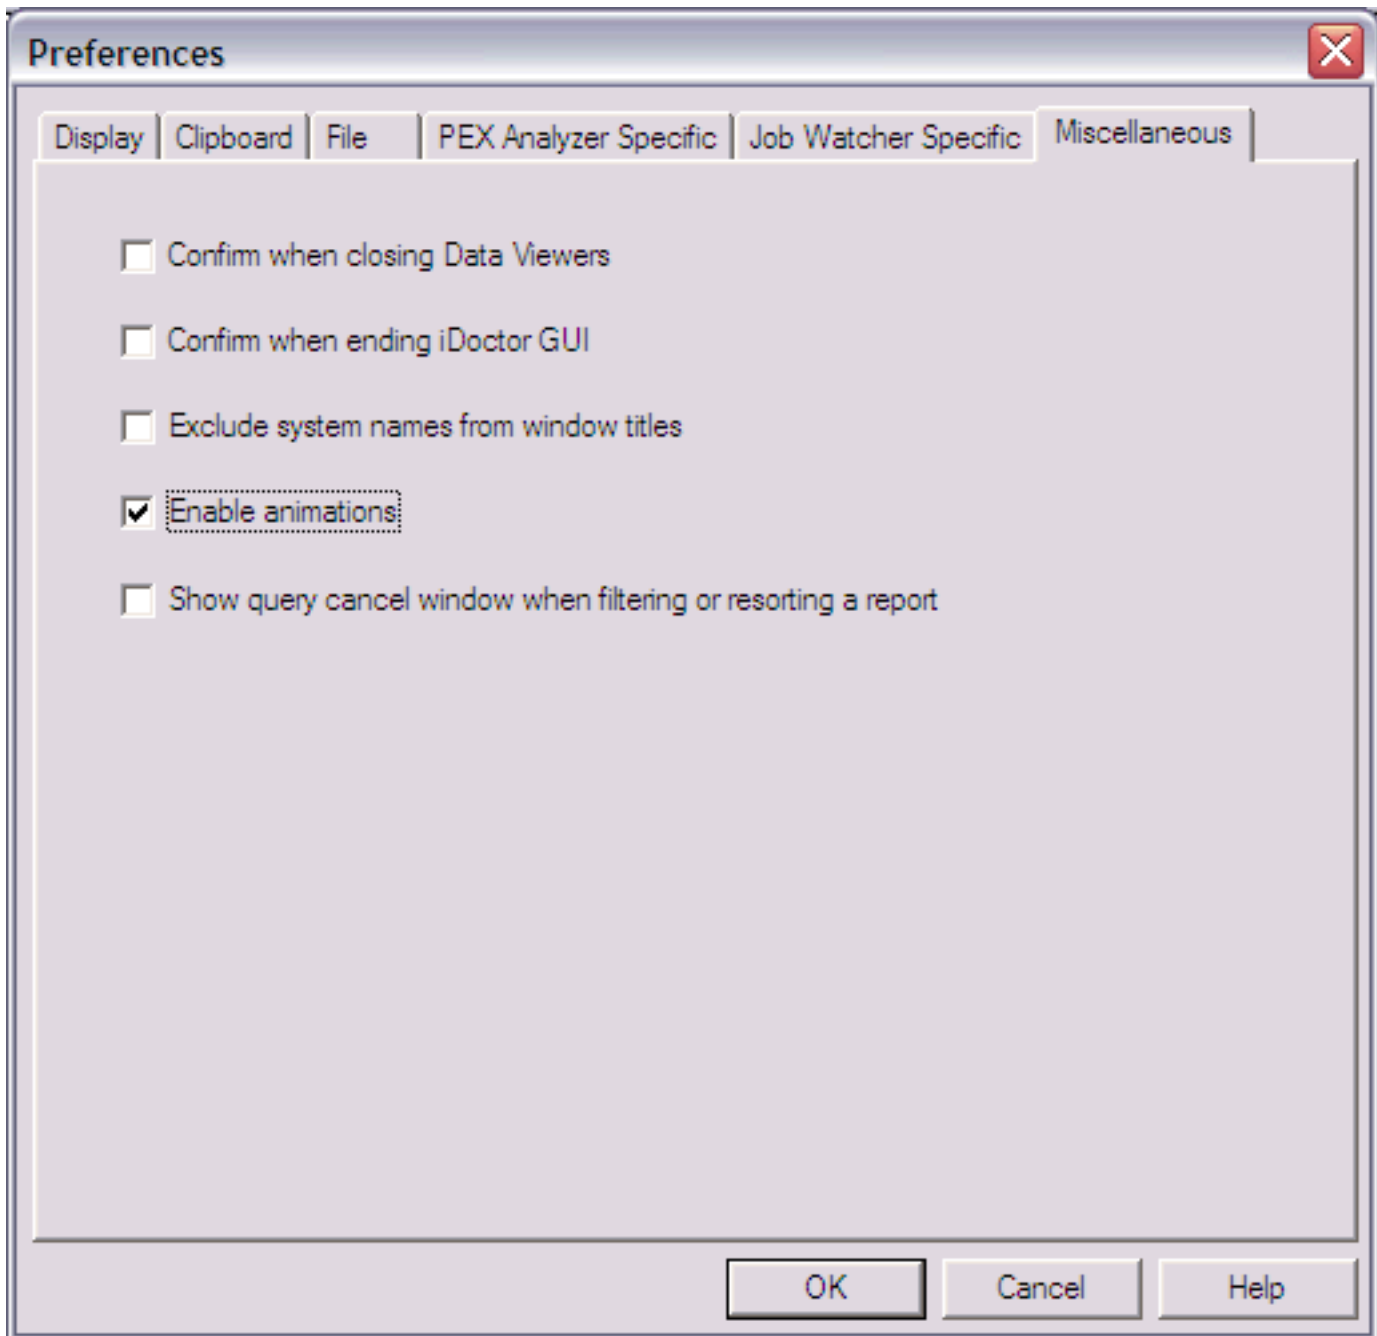 Preferences
Display Clipboard File PEX Analyzer Specific Job Watcher Specific Miscellaneous
Confirm when closing Data Viewers
Confirm when ending iDoctor GUI
Exclude system names from window titles
Enable animations
Show query cancel window when filtering or resorting a report
OK Cancel Help